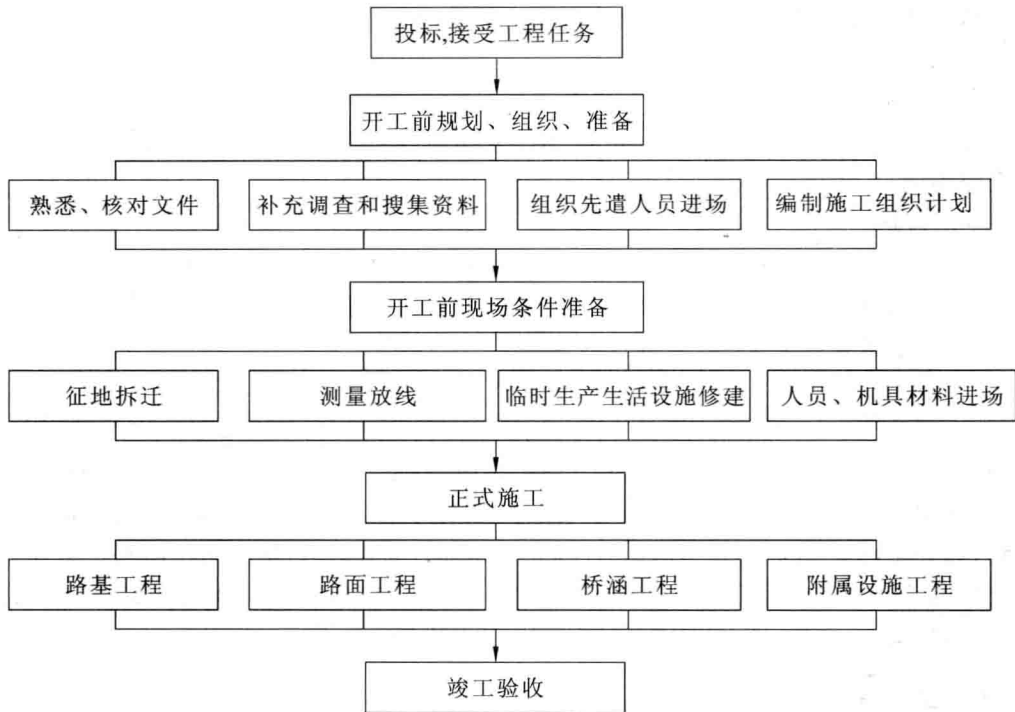 投标,接受工程任务
开工前规划、组织、准备
熟悉、核对文件
补充调查和搜集资料
组织先遣人员进场
编制施工组织计划
开工前现场条件准备
征地拆迁
测量放线
临时生产生活设施修建
人员、机具材料进场
正式施工
路基工程
路面工程
桥涵工程
附属设施工程
竣工验收